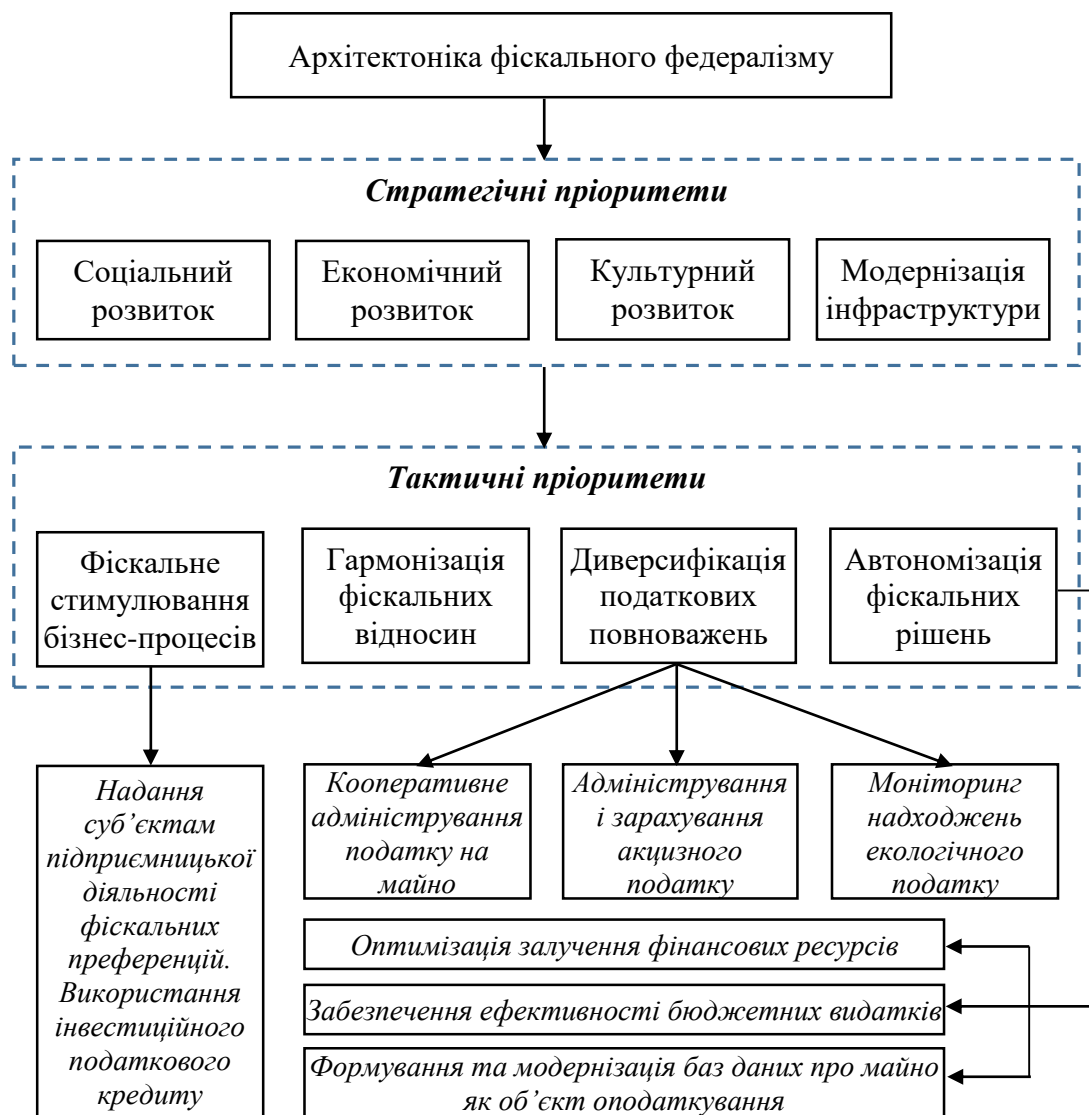 Архітектоніка фіскального федералізму
Стратегічні пріоритети
Соціальний
розвиток
Економічний
розвиток
Культурний
розвиток
Модернізація
інфраструктури
Тактичні пріоритети
Фіскальне
стимулювання
бізнес-процесів
Гармонізація
фіскальних
відносин
Диверсифікація
податкових
повноважень
Автономізація
фіскальних
рішень
Надання
суб’єктам
підприємницької
діяльності
фіскальних
преференцій.
Використання
інвестиційного
податкового
кредиту
Кооперативне
адміністрування
податку на
майно
Адміністрування
і зарахування
акцизного
податку
Моніторинг
надходжень
екологічного
податку
Оптимізація залучення фінансових ресурсів
Забезпечення ефективності бюджетних видатків
Формування та модернізація баз даних про майно
як об’єкт оподаткування